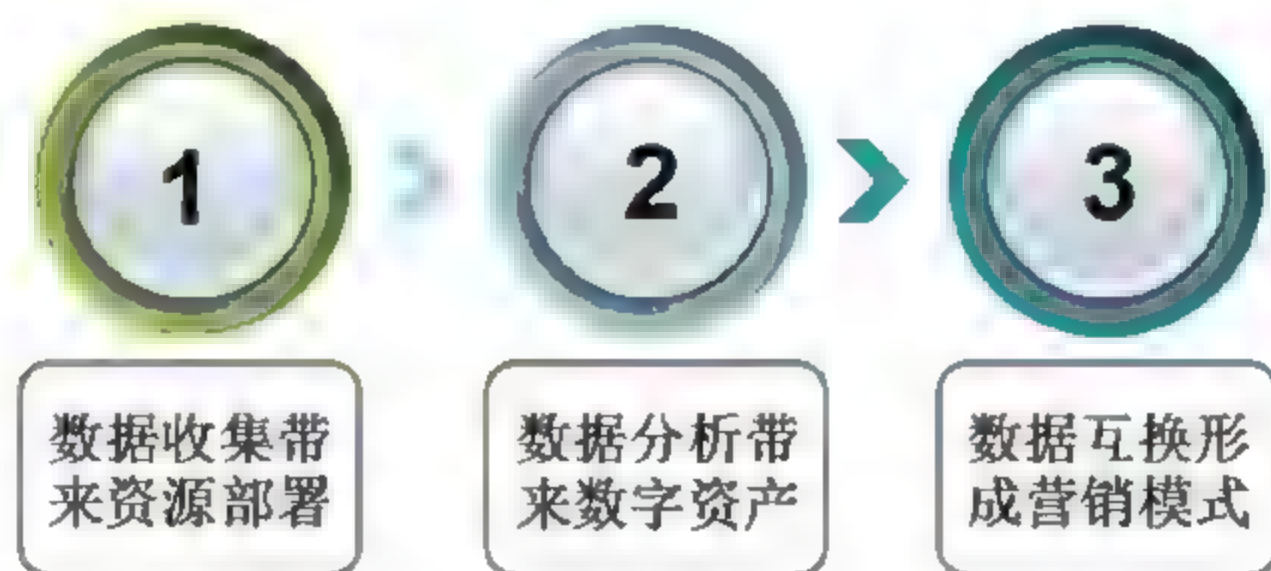 1
2
3
数据收集带
来资源部署
数据分析带
来数字资产
数据互换形
成营销模式